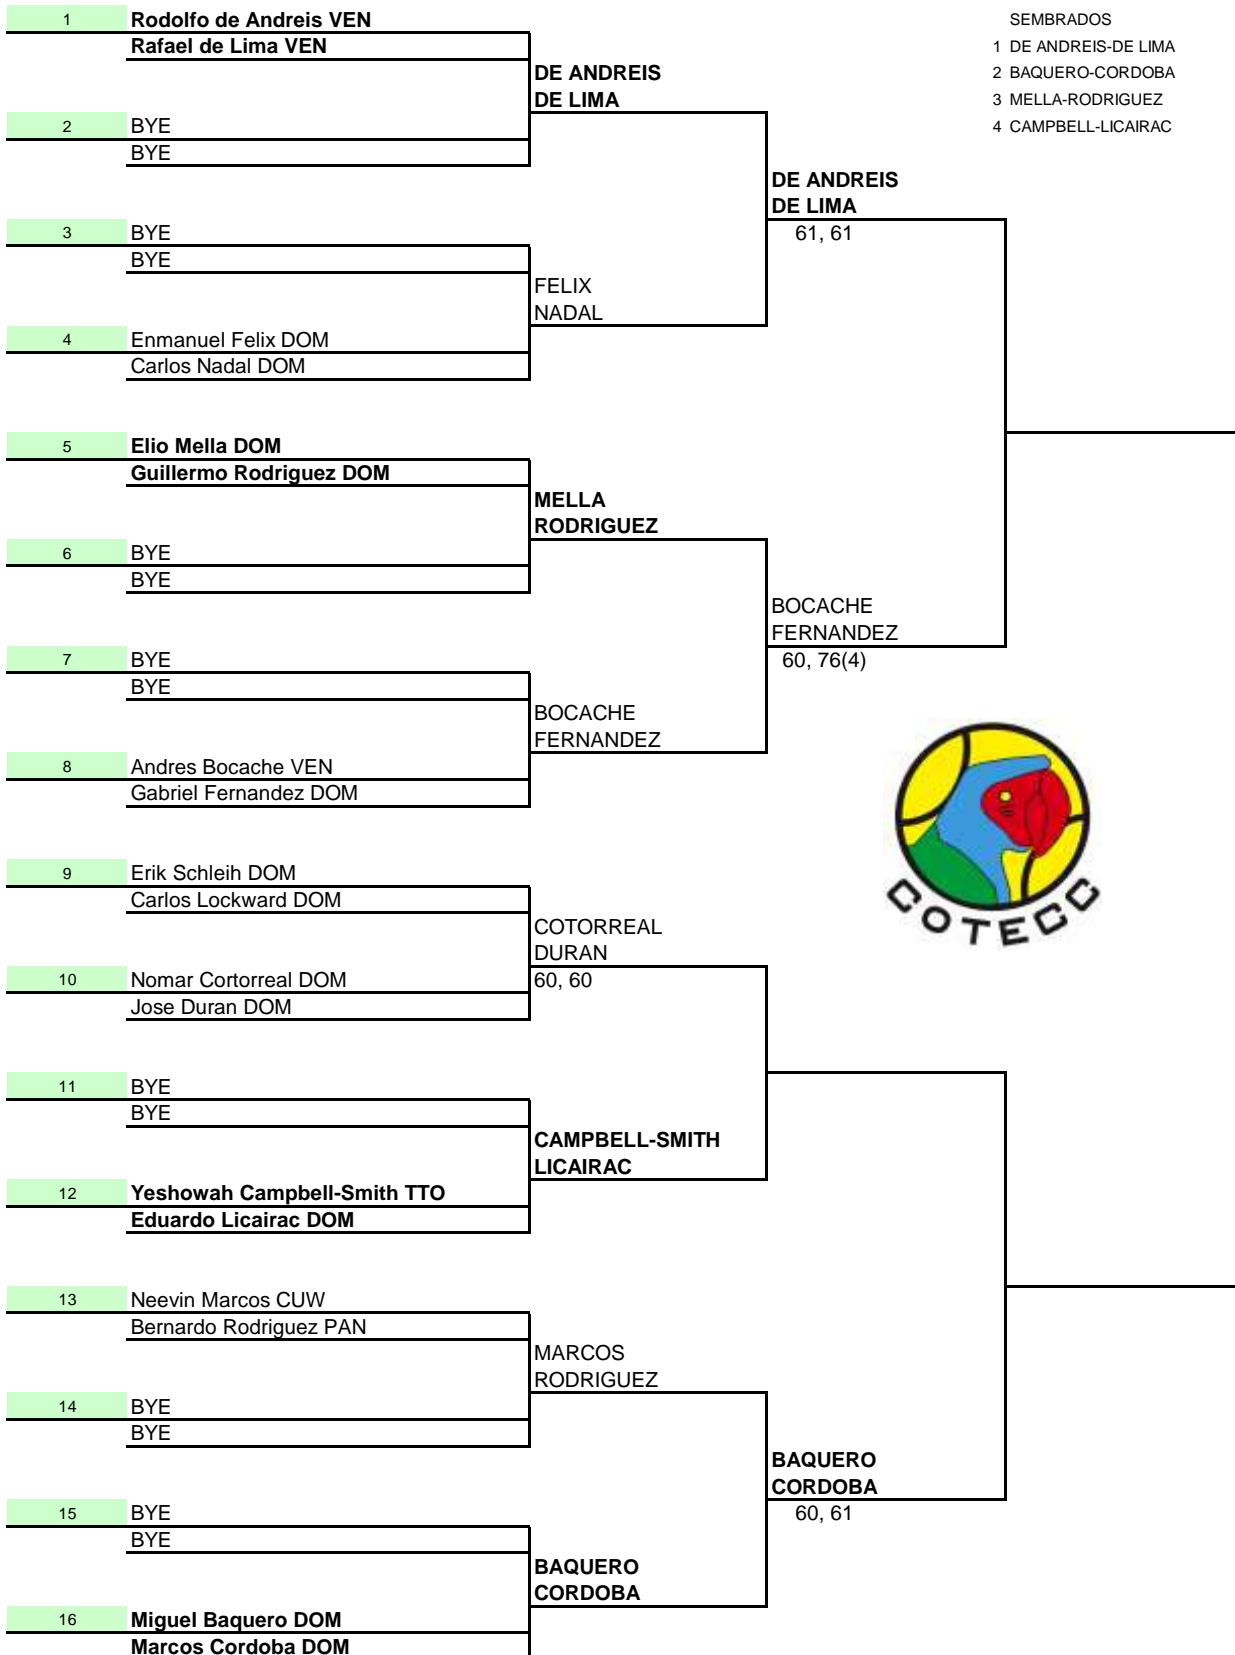 1 Rodolfo de Andreis VEN
Rafael de Lima VEN
DE ANDREIS
DE LIMA
2 BYE
BYE
SEMBRADOS
1 DE ANDREIS-DE LIMA
2 BAQUERO-CORDOBA
3 MELLA-RODRIGUEZ
4 CAMPBELL-LICAIRAC
DE ANDREIS
DE LIMA
61, 61
3 BYE
BYE
FELIX
NADAL
4 Enmanuel Felix DOM
Carlos Nadal DOM
5 Elio Mella DOM
Guillermo Rodriguez DOM
MELLA
RODRIGUEZ
6 BYE
BYE
BOCACHE
FERNANDEZ
60, 76(4)
7 BYE
BYE
BOCACHE
FERNANDEZ
8 Andres Bocache VEN
Gabriel Fernandez DOM
COTECC
9 Erik Schleih DOM
Carlos Lockward DOM
COTORREAL
DURAN
60, 60
10 Nomar Cortorreal DOM
Jose Duran DOM
11 BYE
BYE
CAMPBELL-SMITH
LICAIRAC
12 Yeshowah Campbell-Smith TTO
Eduardo Licairac DOM
13 Neevin Marcos CUW
Bernardo Rodriguez PAN
MARCOS
RODRIGUEZ
14 BYE
BYE
BAQUERO
CORDOBA
60, 61
15 BYE
BYE
BAQUERO
CORDOBA
16 Miguel Baquero DOM
Marcos Cordoba DOM